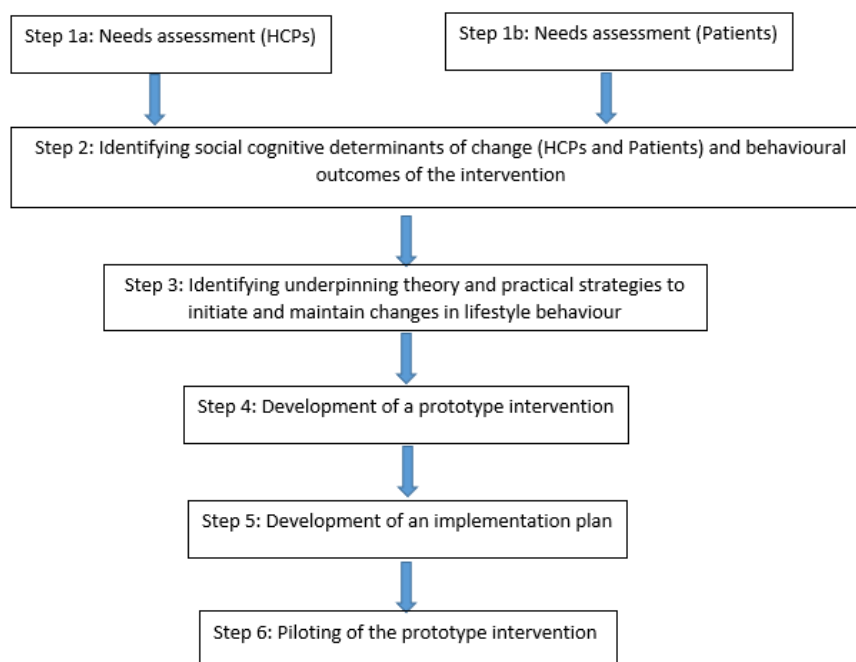 Step 1a: Needs assessment (HCPs)
Step 1b: Needs assessment (Patients)
Step 2: Identifying social cognitive determinants of change (HCPs and Patients) and behavioural
outcomes of the intervention
Step 3: Identifying underpinning theory and practical strategies to
initiate and maintain changes in lifestyle behaviour
Step 4: Development of a prototype intervention
Step 5: Development of an implementation plan
Step 6: Piloting of the prototype intervention